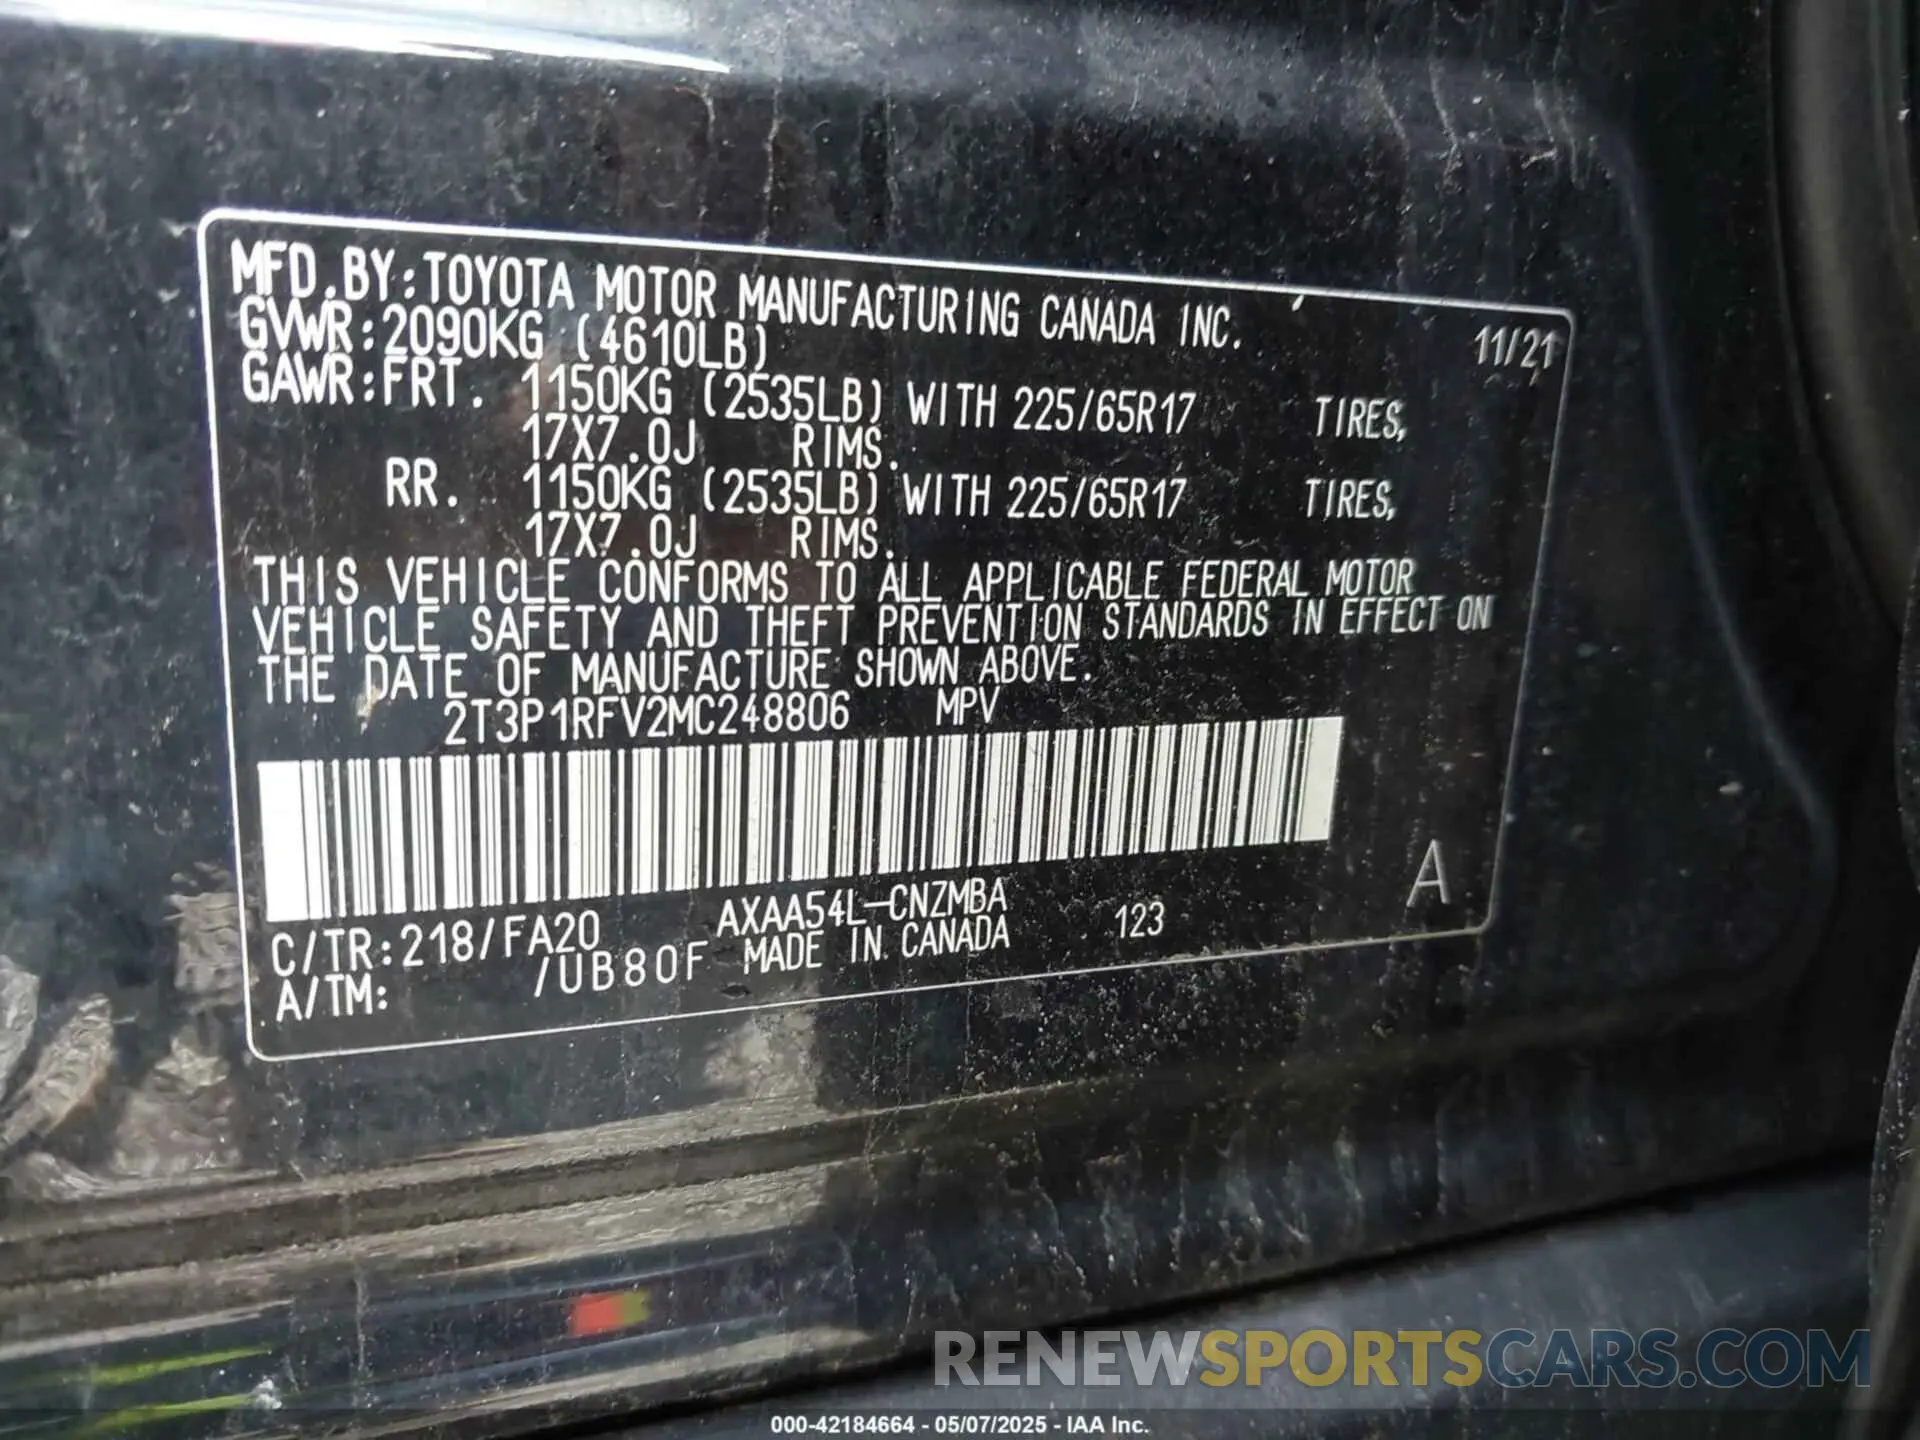 MFD.BY:TOYOTA MOTOR MANUFACTURING CANADA INC.
GVWR:2090KG (4610LB) 11/21
GAWR:FRT. 1150KG (2535LB) WITH 225/65R17 TIRES,
17X7.0J RIMS.
RR. 1150KG (2535LB) WITH 225/65R17 TIRES,
17X7.0J RIMS.
THIS VEHICLE CONFORMS TO ALL APPLICABLE FEDERAL MOTOR
VEHICLE SAFETY AND THEFT PREVENTION STANDARDS IN EFFECT ON
THE DATE OF MANUFACTURE SHOWN ABOVE.
2T3P1RFV2MC248806 MPV
A
C/TR:218/FA20 AXAA54L-CNZMBA 123
A/TM: /UB80F MADE IN CANADA
RENEWSPORTSCARS.COM
000-42184664 - 05/07/2025 - IAA Inc.